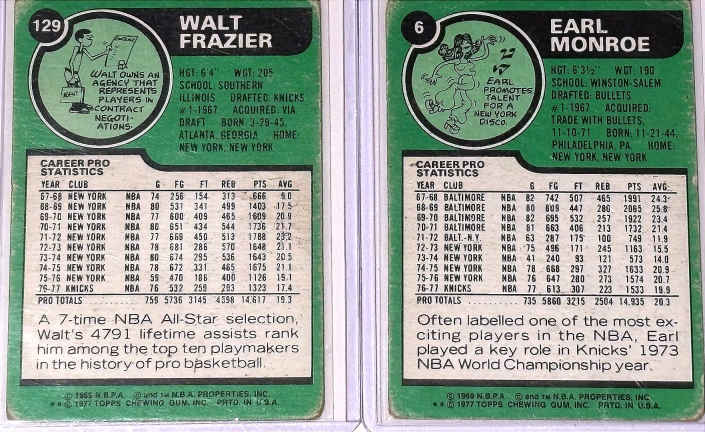 129
WALT
FRAZIER
WALT OWNS AN
AGENCY THAT
REPRESENTS
PLAYERS IN
CONTRACT
NEGOTI-
ATIONS.
HGT: 6'4" WGT: 205
SCHOOL: SOUTHERN
ILLINOIS DRAFTED: KNICKS
#1-1967 ACQUIRED: VIA
DRAFT BORN: 3-29-45,
ATLANTA, GEORGIA HOME:
NEW YORK, NEW YORK
CAREER PRO
STATISTICS
YEAR CLUB G FG FT REB PTS AVG.
67-68 NEW YORK NBA 74 256 154 313 666 9.0
68-69 NEW YORK NBA 80 531 341 499 1403 17.5
69-70 NEW YORK NBA 77 600 409 465 1609 20.9
70-71 NEW YORK NBA 80 651 434 544 1736 21.7
71-72 NEW YORK NBA 77 669 450 513 1788 23.2
72-73 NEW YORK NBA 78 681 286 570 1648 21.1
73-74 NEW YORK NBA 80 674 295 536 1643 20.5
74-75 NEW YORK NBA 78 672 331 465 1675
75-76 NEW YORK NBA 59 470 186 400 1126
76-77 KNICKS NBA 76 532 259 293 1323 17.4
PRO TOTALS 759 5736 3145 4598 14,617 19.3
A 7-time NBA All-Star selection,
Walt's 4791 lifetime assists rank
him among the top ten playmakers
in the history of pro basketball.
N.B.P.A. © and TM N.B.A. PROPERTIES, INC.
** © 1977 TOPPS CHEWING GUM, INC. PRTD. IN U.S.A.
6
EARL
MONROE
EARL
PROMOTES
TALENT
FOR A
NEW YORK
DISCO.
HGT: 6'3½" WGT: 190
SCHOOL: WINSTON-SALEM
DRAFTED: BULLETS
#1-1967 ACQUIRED:
TRADE WITH BULLETS,
11-10-71 BORN: 11-21-44,
PHILADELPHIA, PA. HOME:
NEW YORK, NEW YORK
CAREER PRO
STATISTICS
YEAR CLUB G FG FT REB PTS AVG.
67-68 BALTIMORE NBA 82 742 507 465 1991 24.3
68-69 BALTIMORE NBA 80 809 447 286 2065 25.8
69-70 BALTIMORE NBA 82 695 532 257 1922 23.4
70-71 BALTIMORE NBA 81 663 406 213 1732 21.4
71-72 BALT.-N.Y. NBA 63 287 175 100 749 11.9
72-73 NEW YORK NBA 75 496 171 245 1163 15.5
73-74 NEW YORK NBA 41 240 93 121 573 14.0
74-75 NEW YORK NBA 78 668 297 327 1633 20.9
75-76 NEW YORK NBA 76 647 280 273 1574 20.7
76-77 KNICKS NBA 77 613 307 223 1533 19.9
PRO TOTALS 735 5860 3215 2504 14,935 20.3
Often labelled one of the most ex-
citing players in the NBA, Earl
played a key role in Knicks' 1973
NBA World Championship year.
N.B.P.A. © and TM N.B.A. PROPERTIES, INC.
** © 1977 TOPPS CHEWING GUM, INC. PRTD. IN U.S.A.